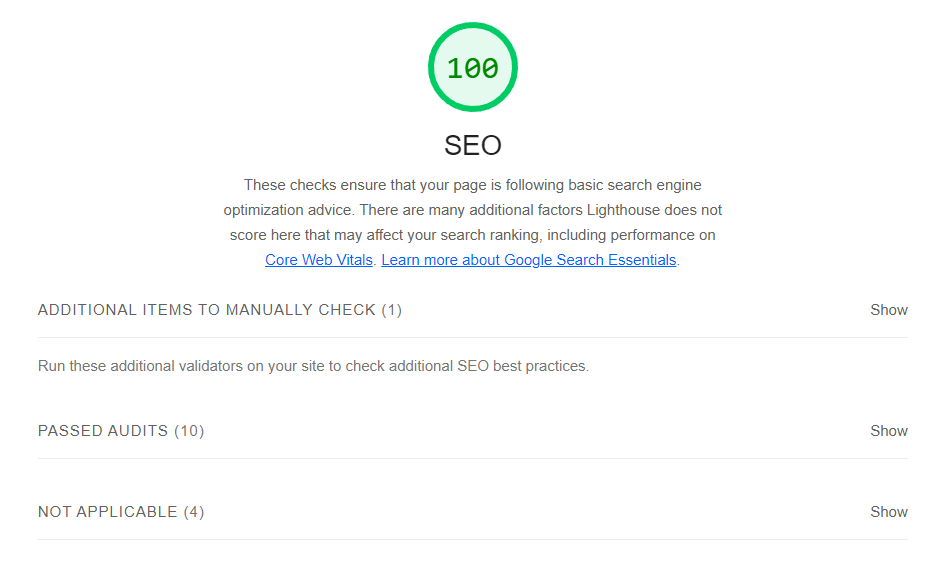 100
SEO
These checks ensure that your page is following basic search engine
optimization advice. There are many additional factors Lighthouse does not
score here that may affect your search ranking, including performance on
Core Web Vitals. Learn more about Google Search Essentials.
ADDITIONAL ITEMS TO MANUALLY CHECK (1) Show
Run these additional validators on your site to check additional SEO best practices.
PASSED AUDITS (10) Show
NOT APPLICABLE (4) Show